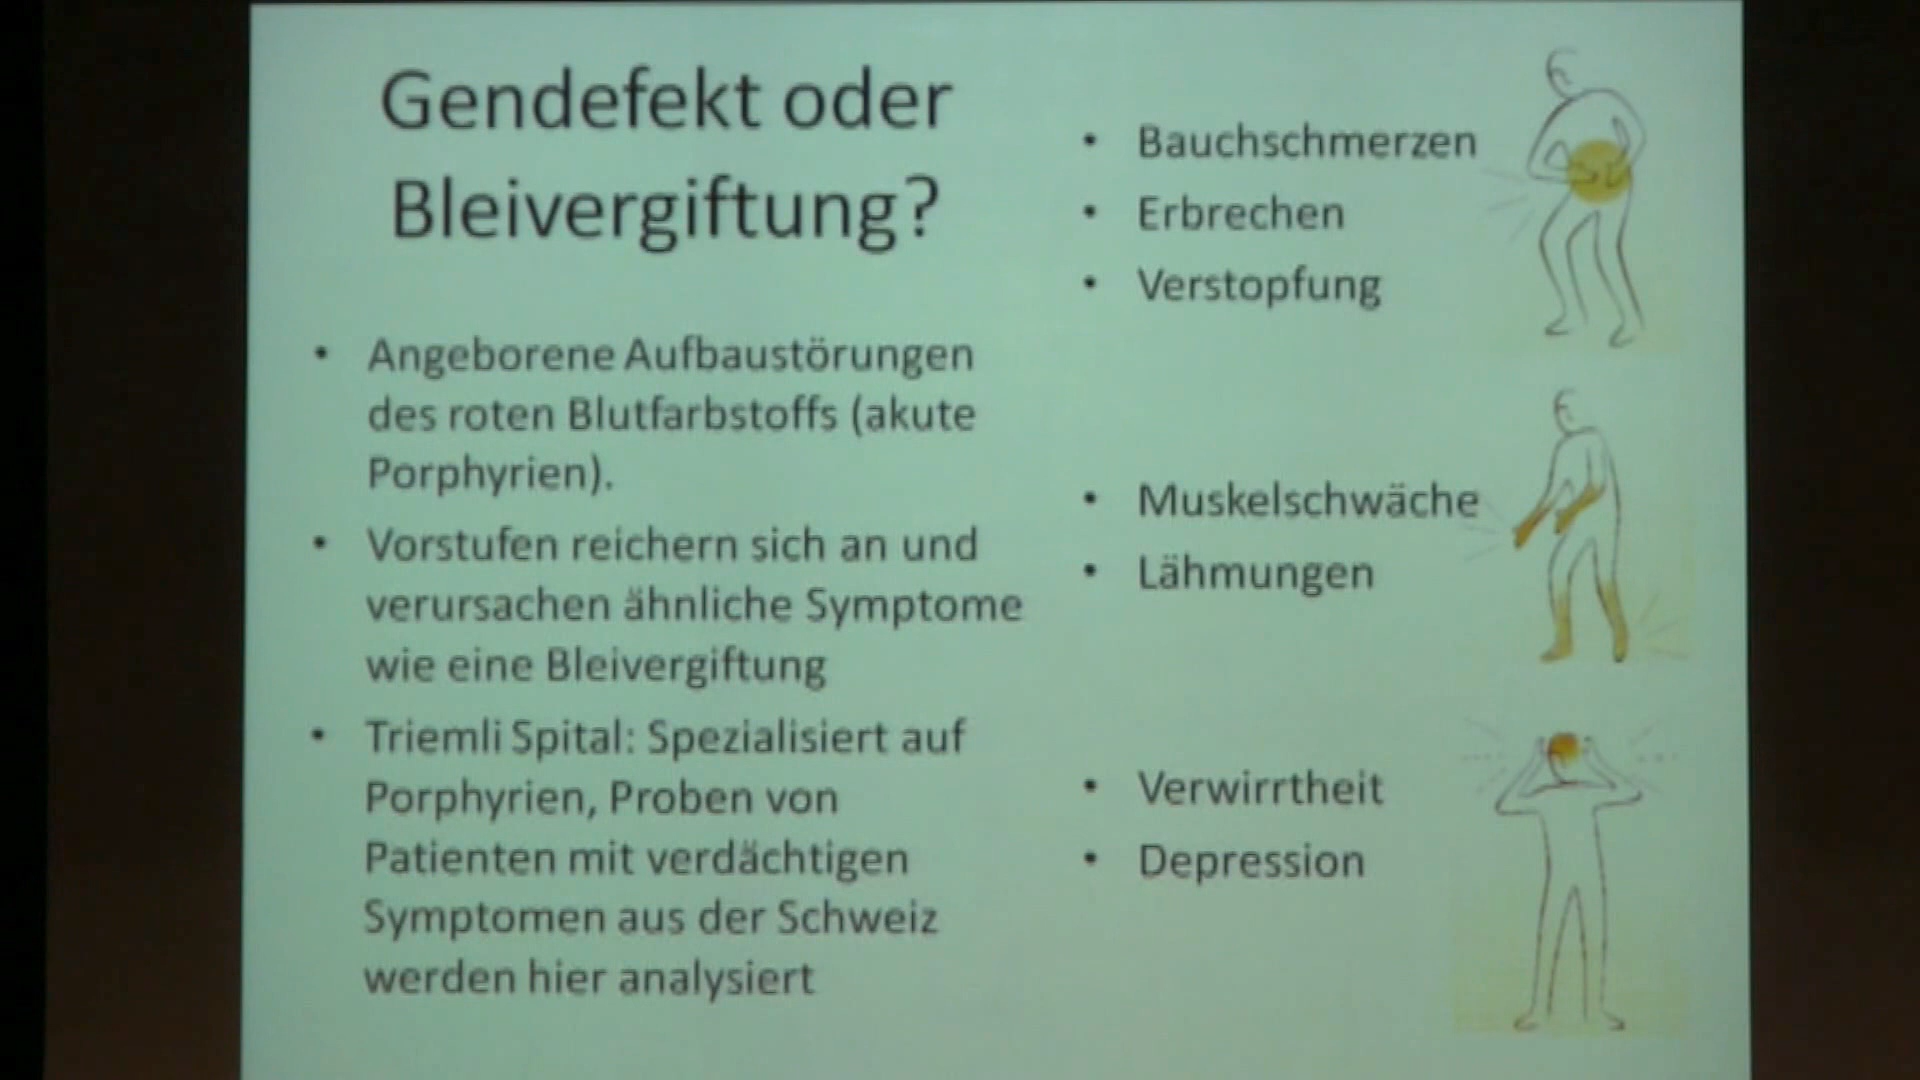 Gendefekt oder
Bleivergiftung?
• Angeborene Aufbaustörungen
des roten Blutfarbstoffs (akute
Porphyrien).
• Vorstufen reichern sich an und
verursachen ähnliche Symptome
wie eine Bleivergiftung
• Triemli Spital: Spezialisiert auf
Porphyrien, Proben von
Patienten mit verdächtigen
Symptomen aus der Schweiz
werden hier analysiert
• Bauchschmerzen
• Erbrechen
• Verstopfung
• Muskelschwäche
• Lähmungen
• Verwirrtheit
• Depression